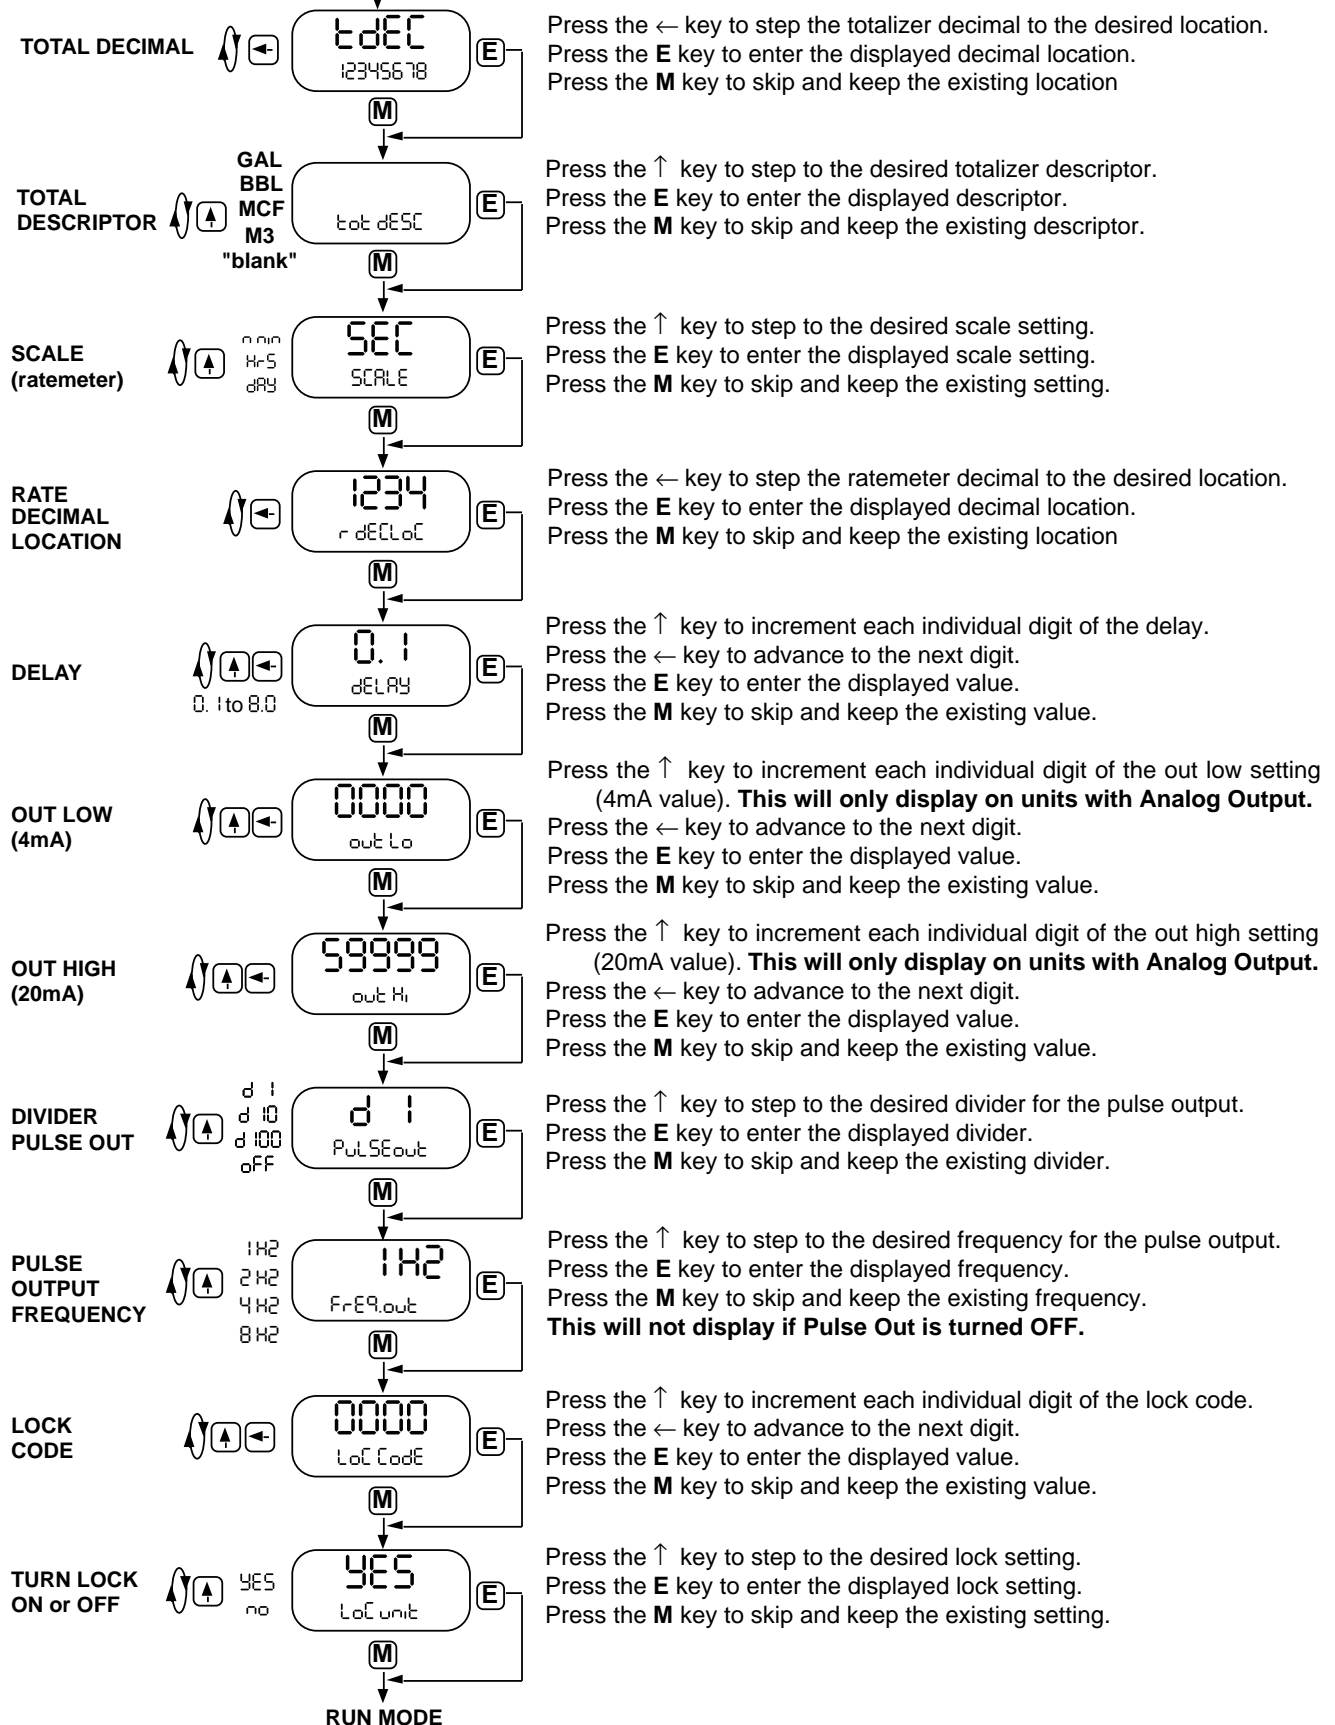 TOTAL DECIMAL
tdEC
12345678
E
M
Press the ← key to step the totalizer decimal to the desired location.
Press the E key to enter the displayed decimal location.
Press the M key to skip and keep the existing location
TOTAL
DESCRIPTOR
GAL
BBL
MCF
M3
"blank"
tot dESC
E
M
Press the ↑ key to step to the desired totalizer descriptor.
Press the E key to enter the displayed descriptor.
Press the M key to skip and keep the existing descriptor.
SCALE
(ratemeter)
n nin
HrS
dAY
SEC
SCALE
E
M
Press the ↑ key to step to the desired scale setting.
Press the E key to enter the displayed scale setting.
Press the M key to skip and keep the existing setting.
RATE
DECIMAL
LOCATION
1234
r dECLoC
E
M
Press the ← key to step the ratemeter decimal to the desired location.
Press the E key to enter the displayed decimal location.
Press the M key to skip and keep the existing location
DELAY
0.1 to 8.0
0.1
dELAY
E
M
Press the ↑ key to increment each individual digit of the delay.
Press the ← key to advance to the next digit.
Press the E key to enter the displayed value.
Press the M key to skip and keep the existing value.
OUT LOW
(4mA)
0000
out Lo
E
M
Press the ↑ key to increment each individual digit of the out low setting
(4mA value). This will only display on units with Analog Output.
Press the ← key to advance to the next digit.
Press the E key to enter the displayed value.
Press the M key to skip and keep the existing value.
OUT HIGH
(20mA)
59999
out Hi
E
M
Press the ↑ key to increment each individual digit of the out high setting
(20mA value). This will only display on units with Analog Output.
Press the ← key to advance to the next digit.
Press the E key to enter the displayed value.
Press the M key to skip and keep the existing value.
DIVIDER
PULSE OUT
d 1
d 10
d 100
oFF
d 1
PuLSEout
E
M
Press the ↑ key to step to the desired divider for the pulse output.
Press the E key to enter the displayed divider.
Press the M key to skip and keep the existing divider.
PULSE
OUTPUT
FREQUENCY
1 H2
2 H2
4 H2
8 H2
1 H2
FrEq.out
E
M
Press the ↑ key to step to the desired frequency for the pulse output.
Press the E key to enter the displayed frequency.
Press the M key to skip and keep the existing frequency.
This will not display if Pulse Out is turned OFF.
LOCK
CODE
0000
LoC CodE
E
M
Press the ↑ key to increment each individual digit of the lock code.
Press the ← key to advance to the next digit.
Press the E key to enter the displayed value.
Press the M key to skip and keep the existing value.
TURN LOCK
ON or OFF
YES
no
YES
LoC unit
E
M
Press the ↑ key to step to the desired lock setting.
Press the E key to enter the displayed lock setting.
Press the M key to skip and keep the existing setting.
RUN MODE